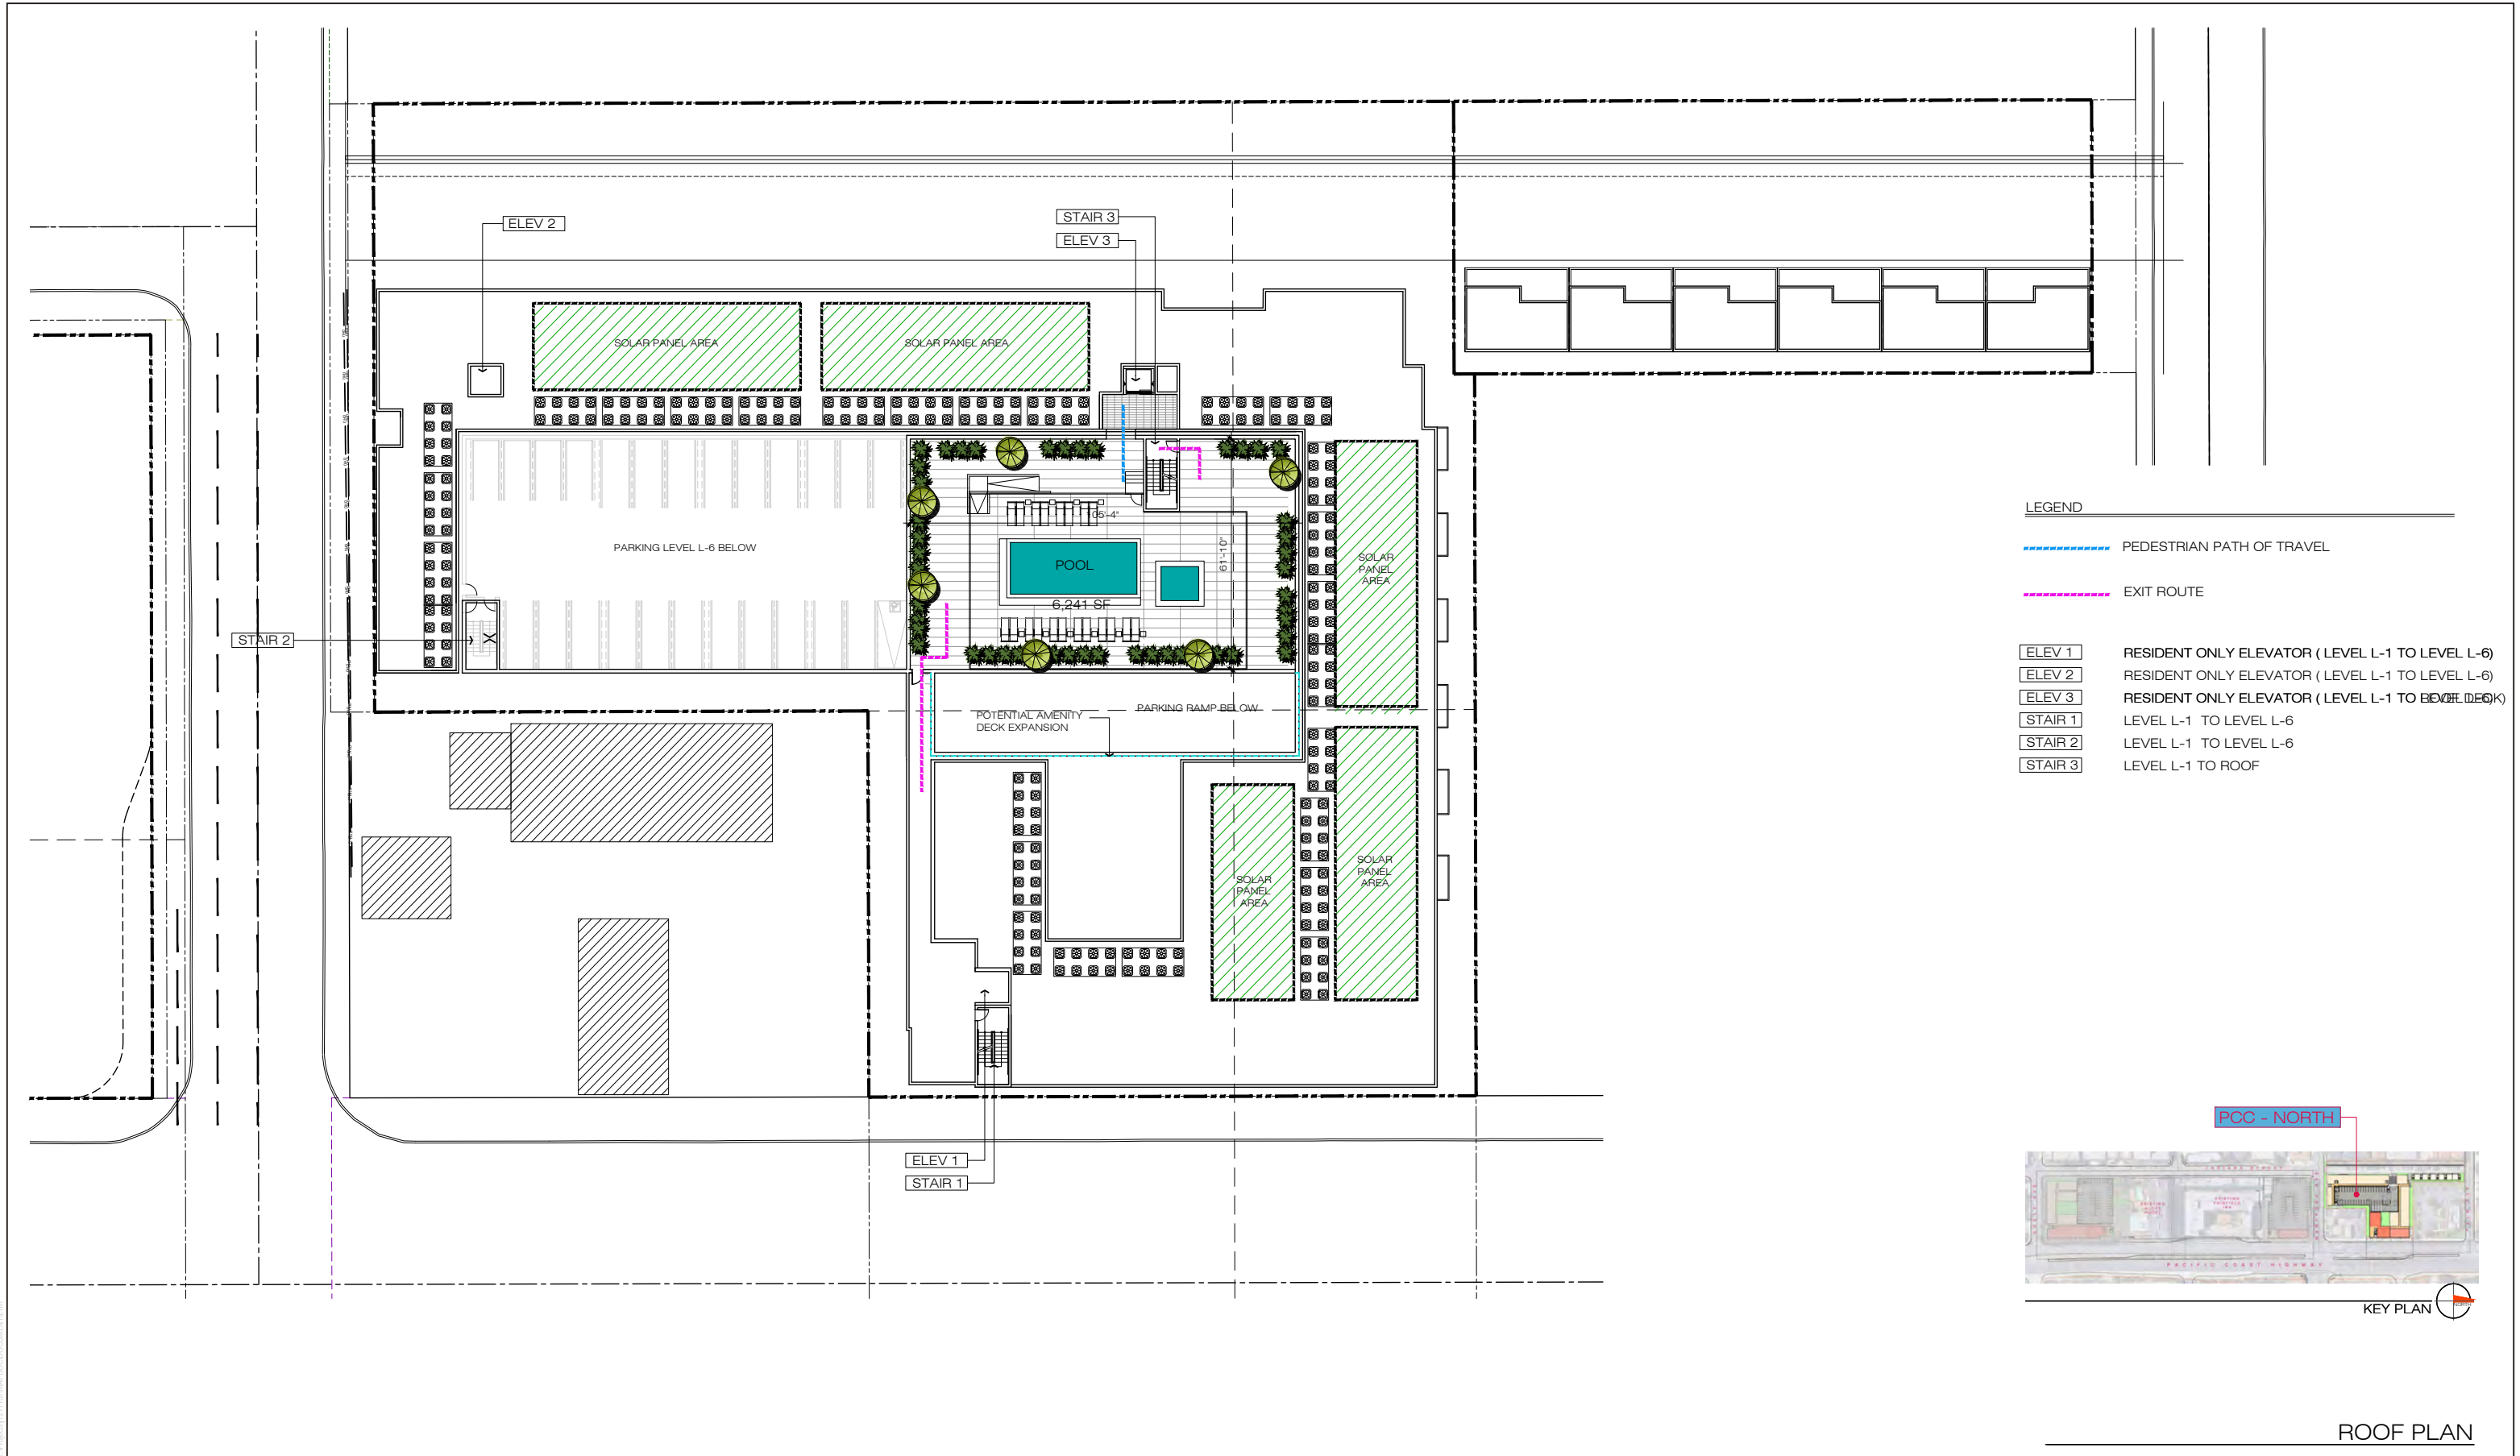 ELEV 2
STAIR 3
ELEV 3
SOLAR PANEL AREA
SOLAR PANEL AREA
PARKING LEVEL L-6 BELOW
105'-4"
61'-10"
POOL
6,241 SF
SOLAR
PANEL
AREA
STAIR 2
POTENTIAL AMENITY
DECK EXPANSION
PARKING RAMP BELOW
SOLAR
PANEL
AREA
SOLAR
PANEL
AREA
ELEV 1
STAIR 1
LEGEND
PEDESTRIAN PATH OF TRAVEL
EXIT ROUTE
ELEV 1 RESIDENT ONLY ELEVATOR ( LEVEL L-1 TO LEVEL L-6)
ELEV 2 RESIDENT ONLY ELEVATOR ( LEVEL L-1 TO LEVEL L-6)
ELEV 3 RESIDENT ONLY ELEVATOR ( LEVEL L-1 TO
STAIR 1 LEVEL L-1 TO LEVEL L-6
STAIR 2 LEVEL L-1 TO LEVEL L-6
STAIR 3 LEVEL L-1 TO ROOF
PCC - NORTH
PACIFIC COAST HIGHWAY
KEY PLAN
NORTH
ROOF PLAN